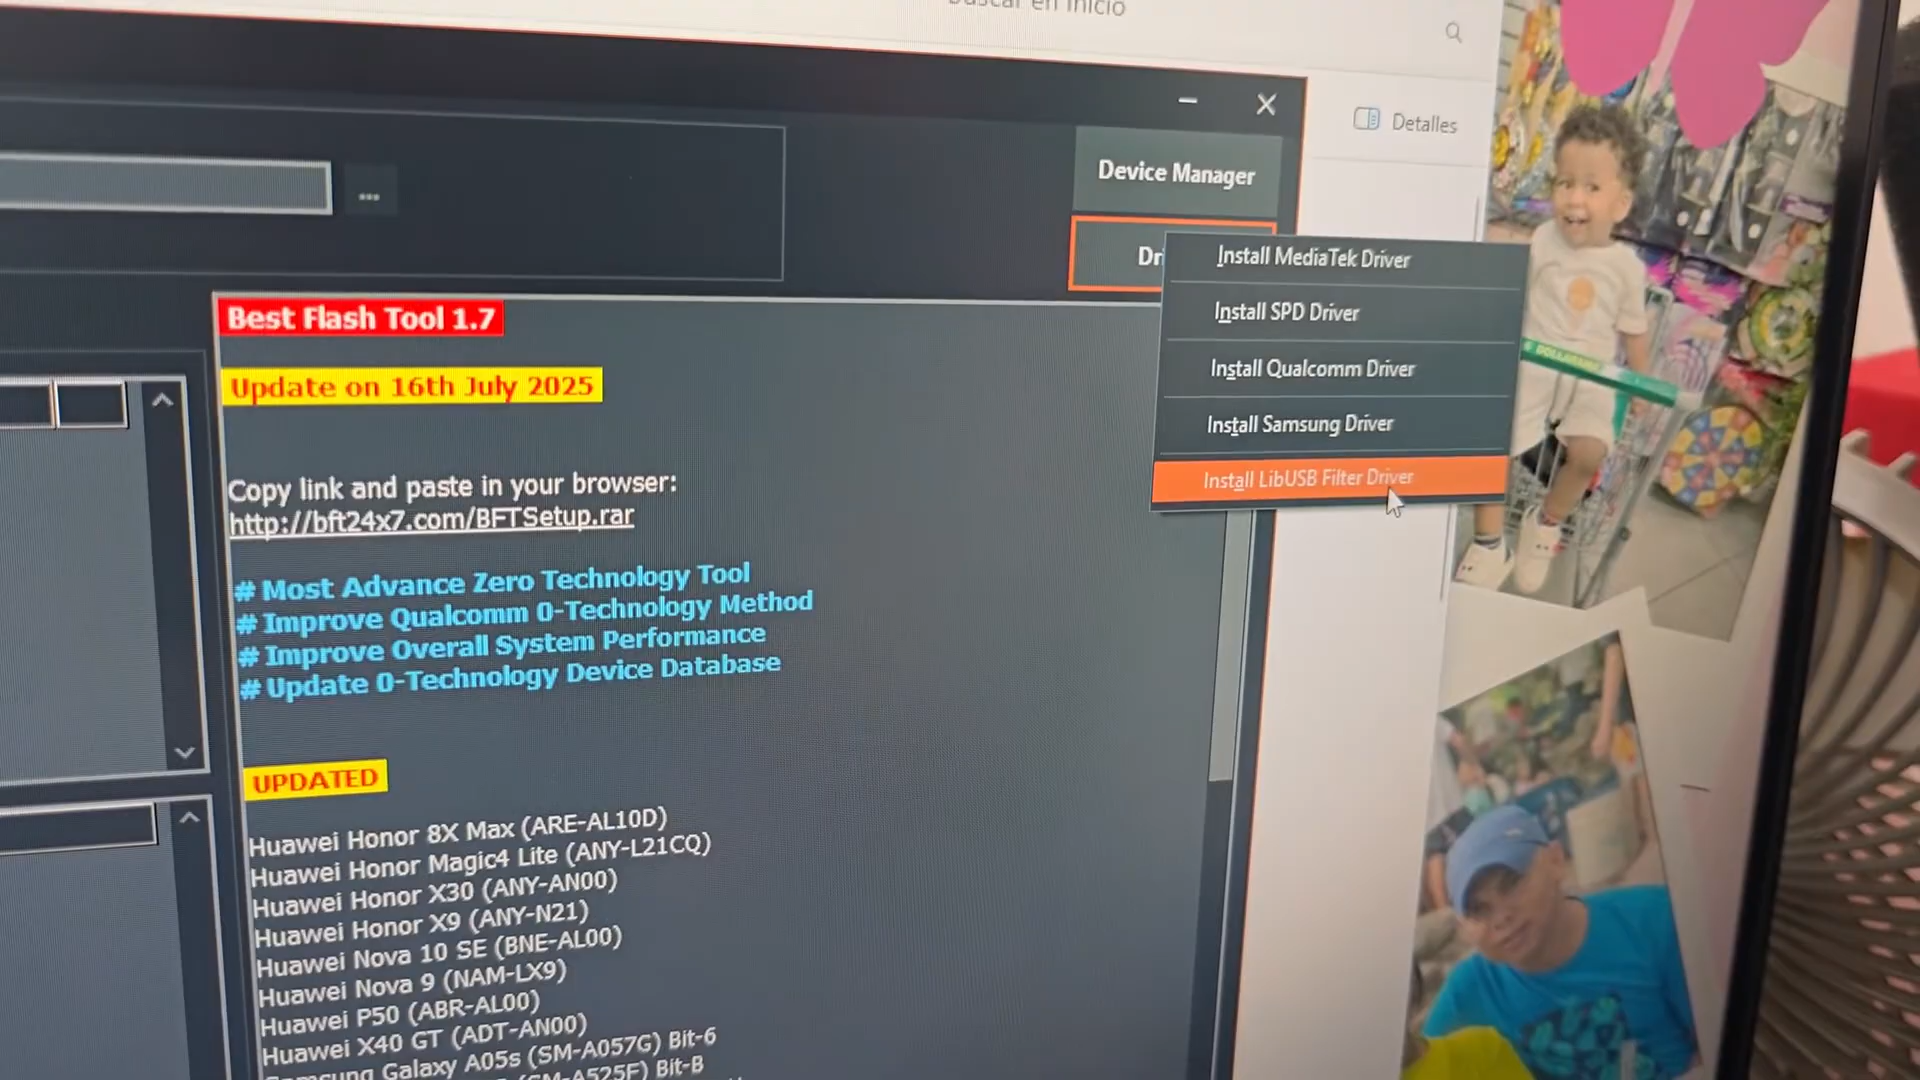 Buscar en Inicio
Detalles
Device Manager
Dr
Install MediaTek Driver
Install SPD Driver
Install Qualcomm Driver
Install Samsung Driver
Install LibUSB Filter Driver
...
Best Flash Tool 1.7
Update on 16th July 2025
Copy link and paste in your browser:
http://bft24x7.com/BFTSetup.rar
# Most Advance Zero Technology Tool
# Improve Qualcomm 0-Technology Method
# Improve Overall System Performance
# Update 0-Technology Device Database
UPDATED
Huawei Honor 8X Max (ARE-AL10D)
Huawei Honor Magic4 Lite (ANY-L21CQ)
Huawei Honor X30 (ANY-AN00)
Huawei Honor X9 (ANY-N21)
Huawei Nova 10 SE (BNE-AL00)
Huawei Nova 9 (NAM-LX9)
Huawei P50 (ABR-AL00)
Huawei X40 GT (ADT-AN00)
Samsung Galaxy A05s (SM-A057G) Bit-6
(SM-A525F) Bit-B